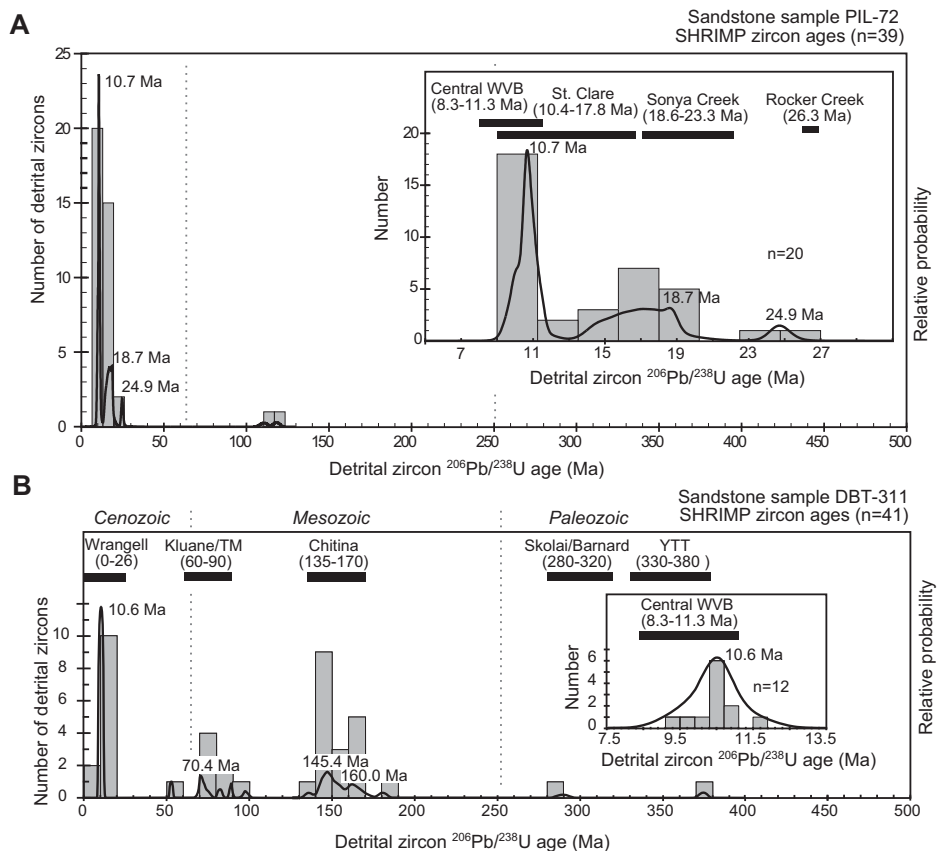 A
Sandstone sample PIL-72
SHRIMP zircon ages (n=39)
Number of detrital zircons
25
20
15
10
5
0
10.7 Ma
18.7 Ma
24.9 Ma
0 50 100 150 200 250 300 350 400 450 500
Detrital zircon 206Pb/238U age (Ma)
Relative probability
Central WVB
(8.3-11.3 Ma)
St. Clare
(10.4-17.8 Ma)
Sonya Creek
(18.6-23.3 Ma)
Rocker Creek
(26.3 Ma)
Number
20
15
10
5
0
10.7 Ma
n=20
18.7 Ma
24.9 Ma
7 11 15 19 23 27
Detrital zircon 206Pb/238U age (Ma)
B
Sandstone sample DBT-311
SHRIMP zircon ages (n=41)
Cenozoic Mesozoic Paleozoic
Wrangell
(0-26)
Kluane/TM
(60-90)
Chitina
(135-170)
Skolai/Barnard
(280-320)
YTT
(330-380 )
Number of detrital zircons
10
8
6
4
2
0
10.6 Ma
70.4 Ma
145.4 Ma
160.0 Ma
0 50 100 150 200 250 300 350 400 450 500
Detrital zircon 206Pb/238U age (Ma)
Relative probability
Central WVB
(8.3-11.3 Ma)
Number
6
4
2
0
10.6 Ma
n=12
7.5 9.5 11.5 13.5
Detrital zircon 206Pb/238U age (Ma)